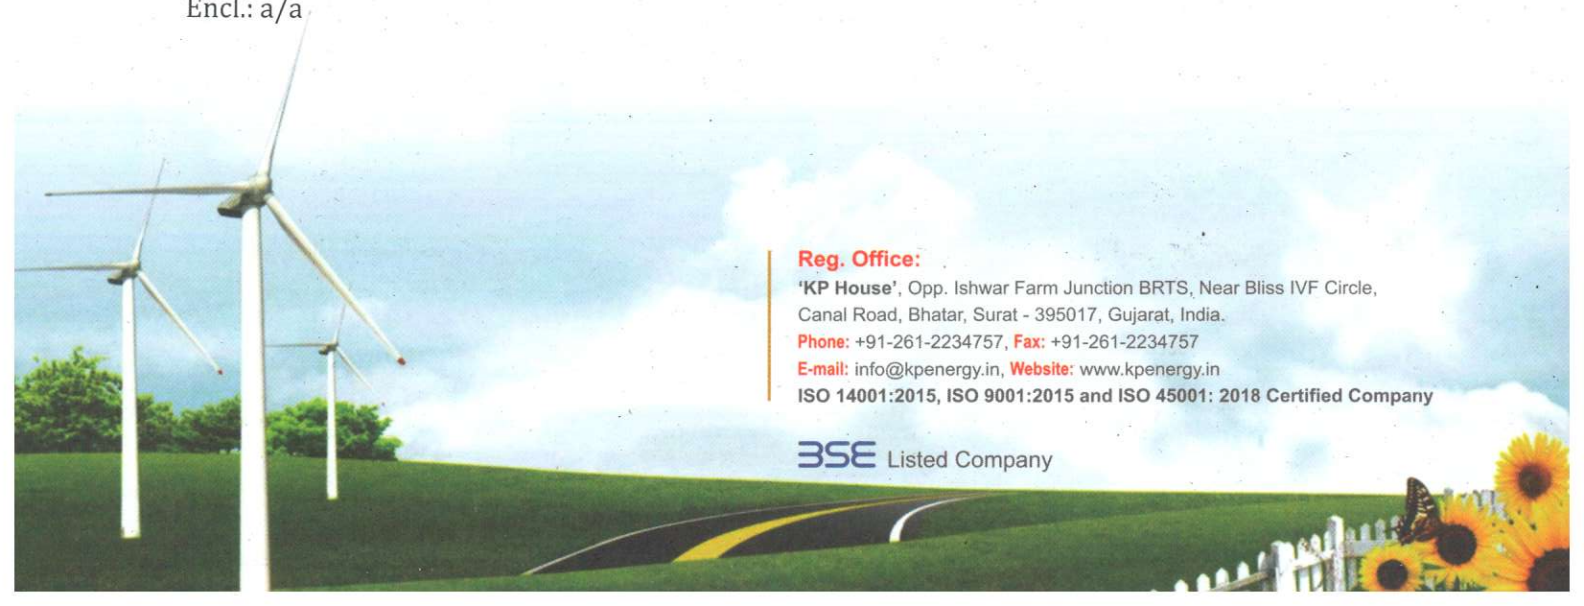 Encl.: a/a
Reg. Office:
‘KP House’, Opp. Ishwar Farm Junction BRTS, Near Bliss IVF Circle,
Canal Road, Bhatar, Surat - 395017, Gujarat, India.
Phone: +91-261-2234757, Fax: +91-261-2234757
E-mail: info@kpenergy.in, Website: www.kpenergy.in
ISO 14001:2015, ISO 9001:2015 and ISO 45001: 2018 Certified Company
BSE Listed Company